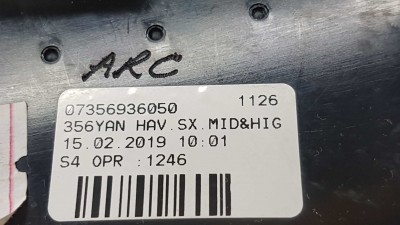 ARC
07356936050 1126
356YAN HAV.SX.MID&HIG
15.02.2019 10:01
S4 OPR :1246